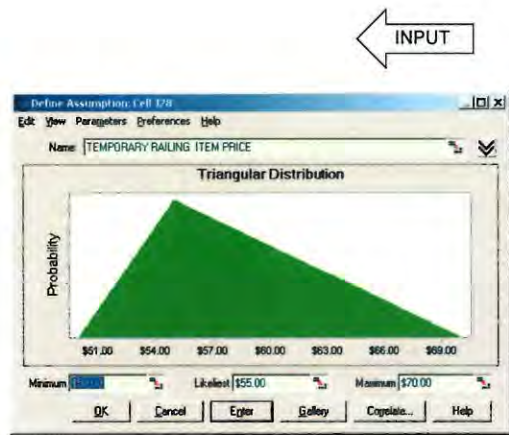 INPUT
Define Assumption: Cell I28
Edit View Parameters Preferences Help
Name TEMPORARY RAILING ITEM PRICE
Triangular Distribution
Probability
$51.00 $54.00 $57.00 $60.00 $63.00 $66.00 $69.00
Minimum Likeliest $55.00 Maximum $70.00
OK Cancel Enter Gallery Correlate... Help